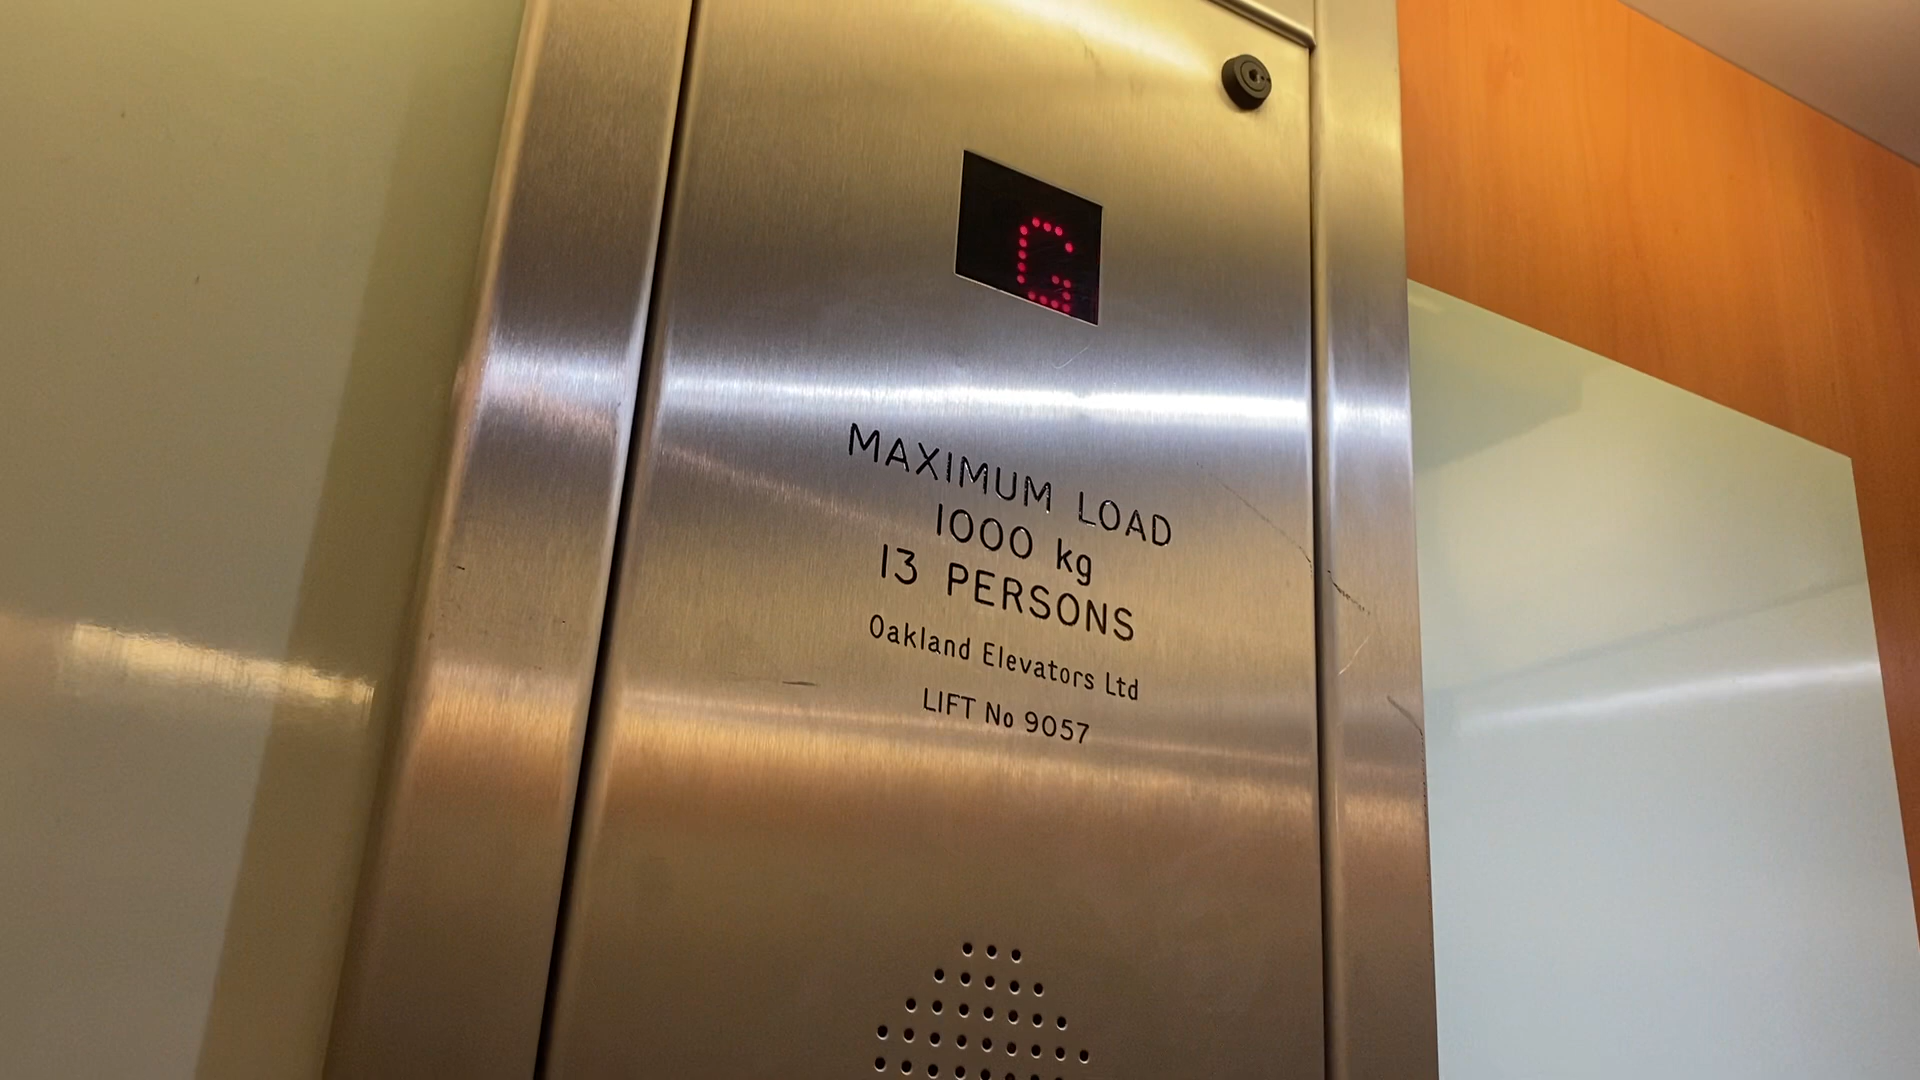 G
MAXIMUM LOAD
1000 kg
13 PERSONS
Oakland Elevators Ltd
LIFT No 9057